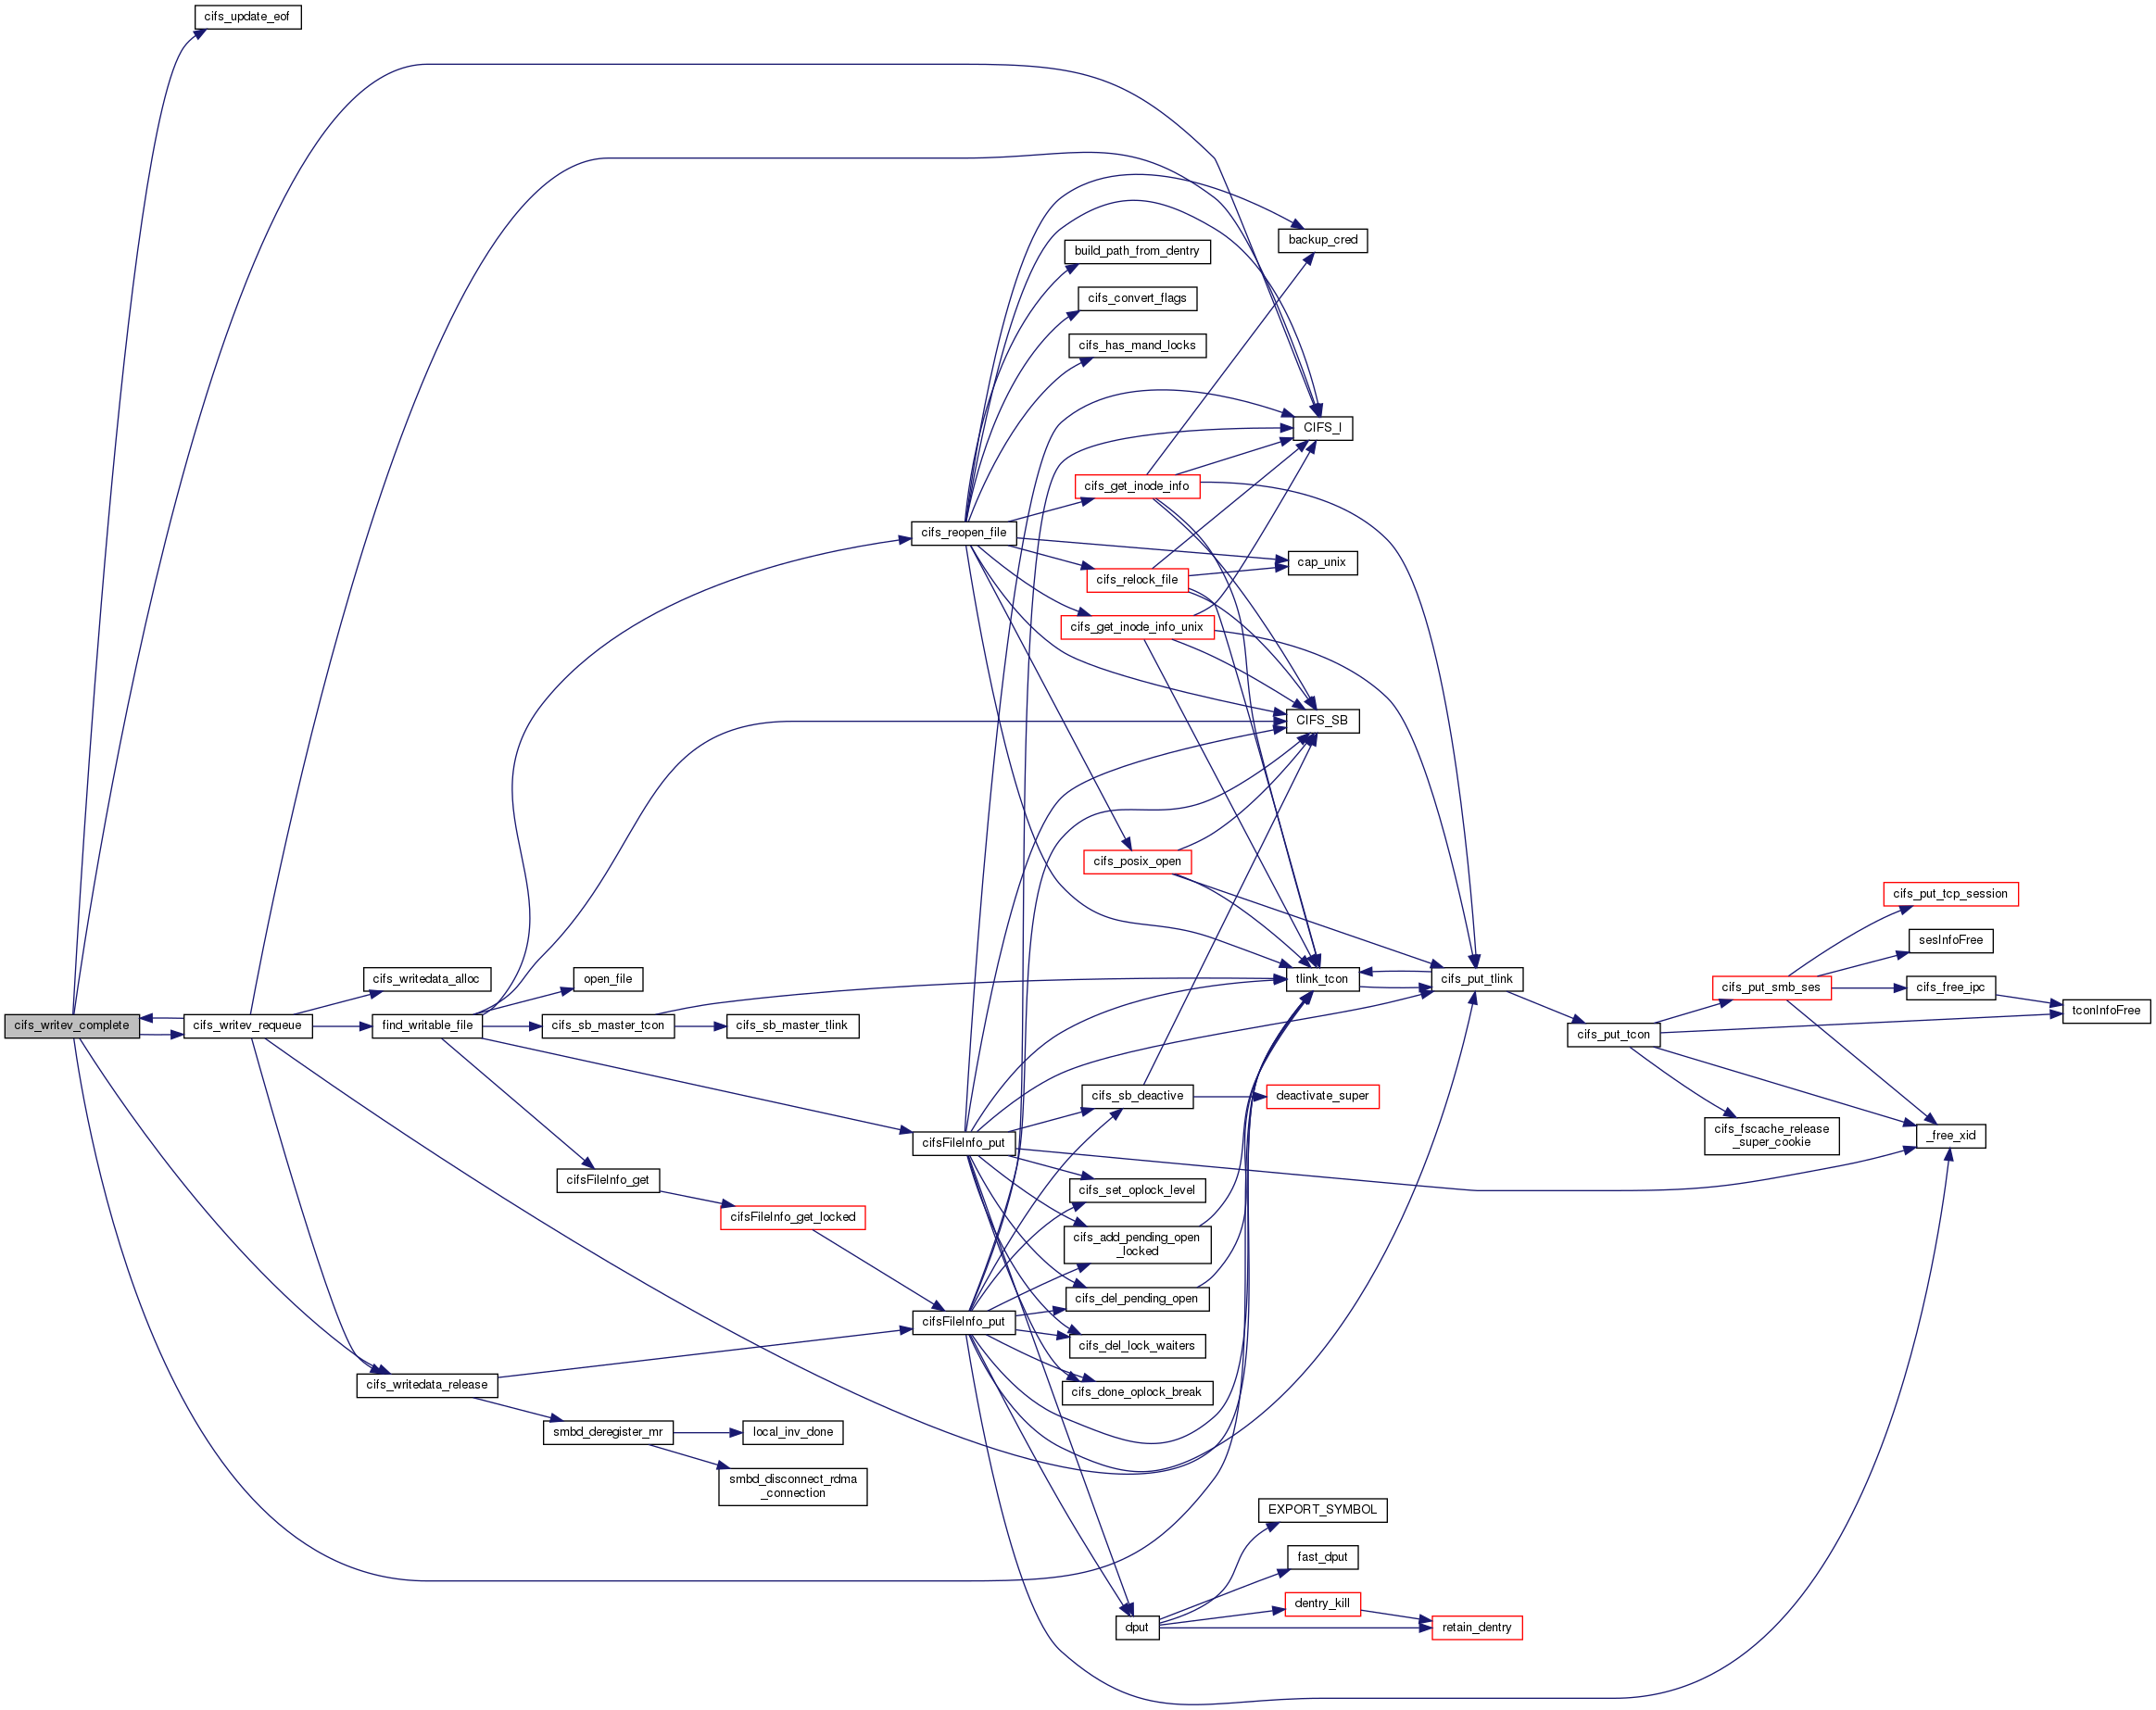 cifs_update_eof
backup_cred
build_path_from_dentry
cifs_convert_flags
cifs_has_mand_locks
CIFS_I
cifs_get_inode_info
cifs_reopen_file
cap_unix
cifs_relock_file
cifs_get_inode_info_unix
CIFS_SB
cifs_posix_open
cifs_put_tcp_session
sesInfoFree
cifs_writedata_alloc
open_file
tlink_tcon
cifs_put_tlink
cifs_put_smb_ses
cifs_free_ipc
tconInfoFree
cifs_writev_complete
cifs_writev_requeue
find_writable_file
cifs_sb_master_tcon
cifs_sb_master_tlink
cifs_put_tcon
cifs_sb_deactive
deactivate_super
cifs_fscache_release
_super_cookie
_free_xid
cifsFileInfo_put
cifsFileInfo_get
cifs_set_oplock_level
cifsFileInfo_get_locked
cifs_add_pending_open
_locked
cifs_del_pending_open
cifsFileInfo_put
cifs_del_lock_waiters
cifs_writedata_release
cifs_done_oplock_break
smbd_deregister_mr
local_inv_done
smbd_disconnect_rdma
_connection
EXPORT_SYMBOL
fast_dput
dentry_kill
dput
retain_dentry